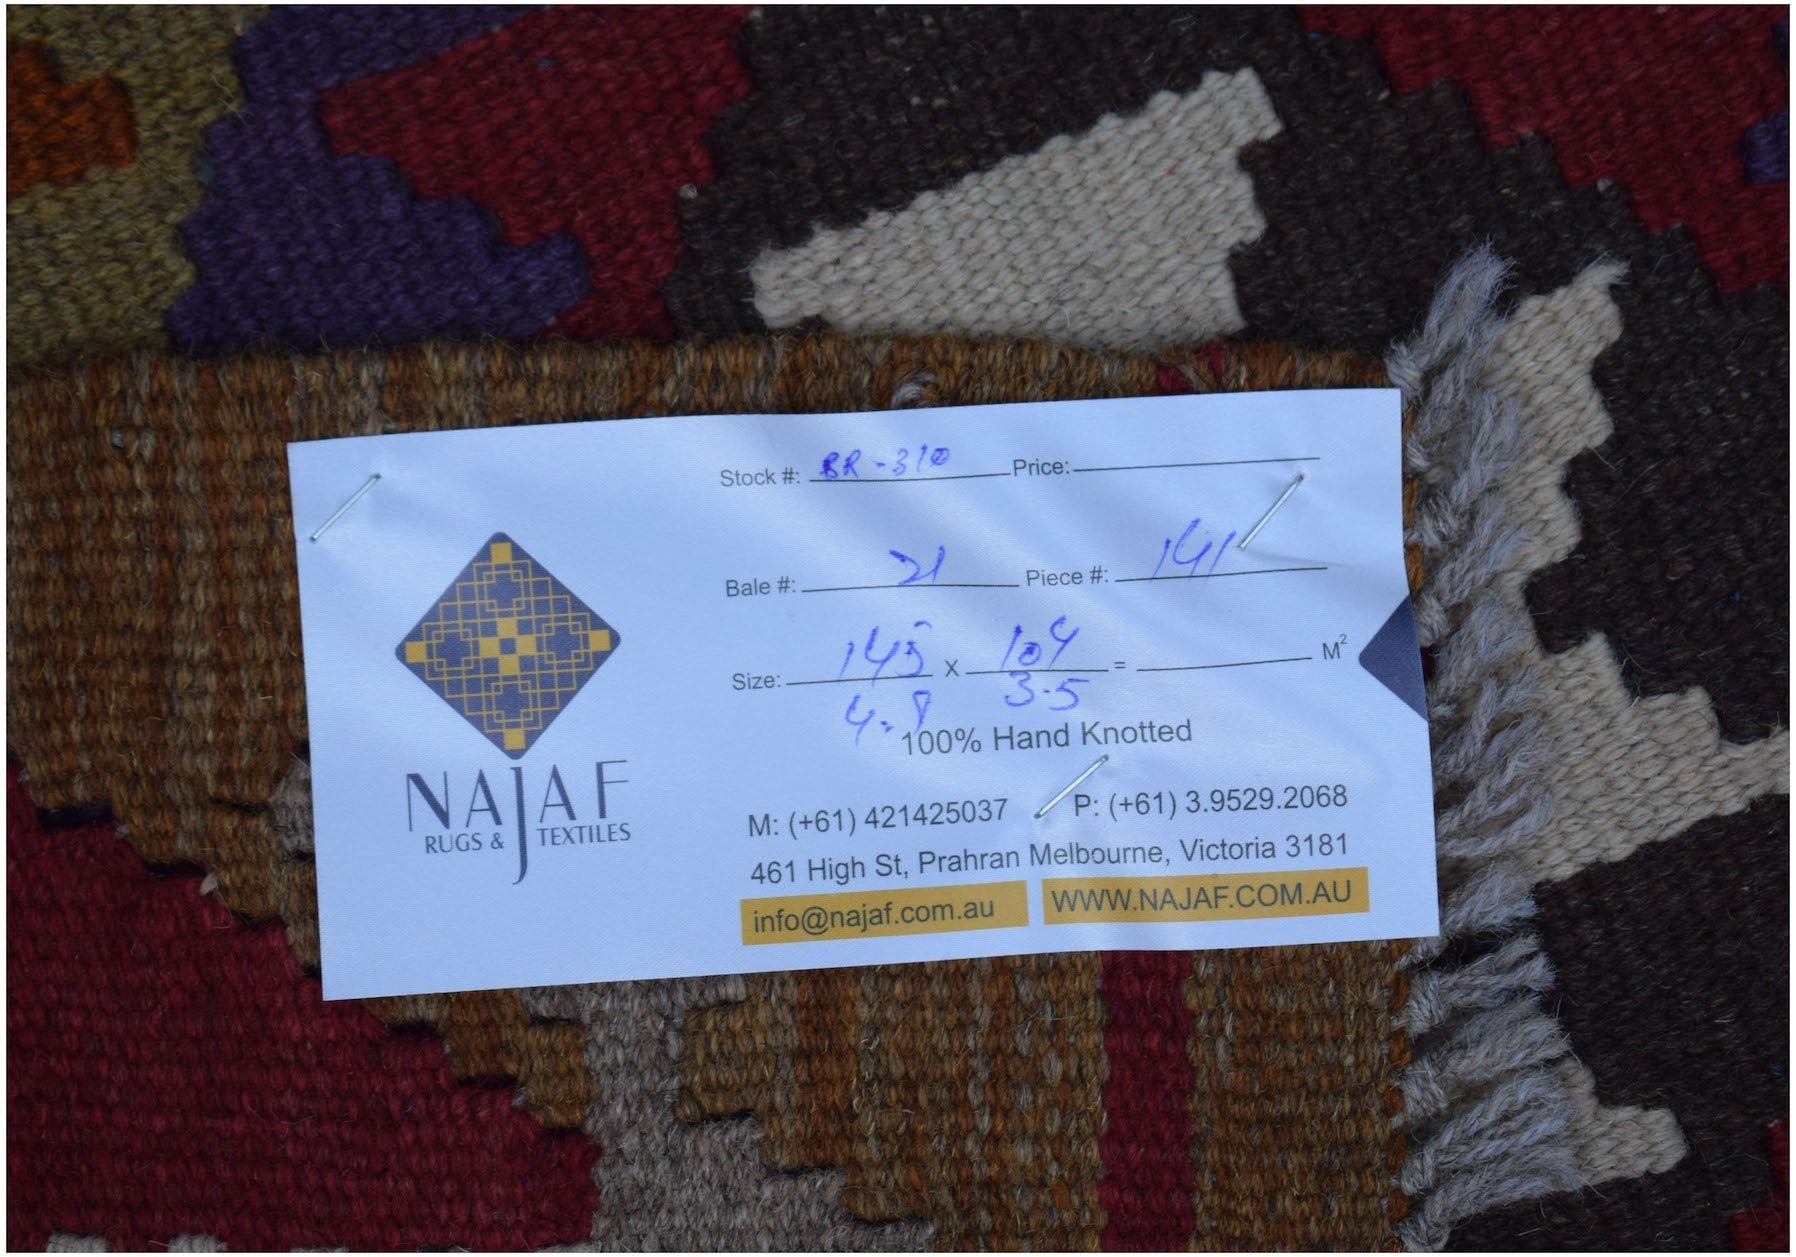 Stock #: BR-310 Price:
Bale #: 21 Piece #: 141
Size: 145 x 104 = M²
4.9 3.5
100% Hand Knotted
NAJAF
RUGS & TEXTILES
M: (+61) 421425037 P: (+61) 3.9529.2068
461 High St, Prahran Melbourne, Victoria 3181
info@najaf.com.au WWW.NAJAF.COM.AU